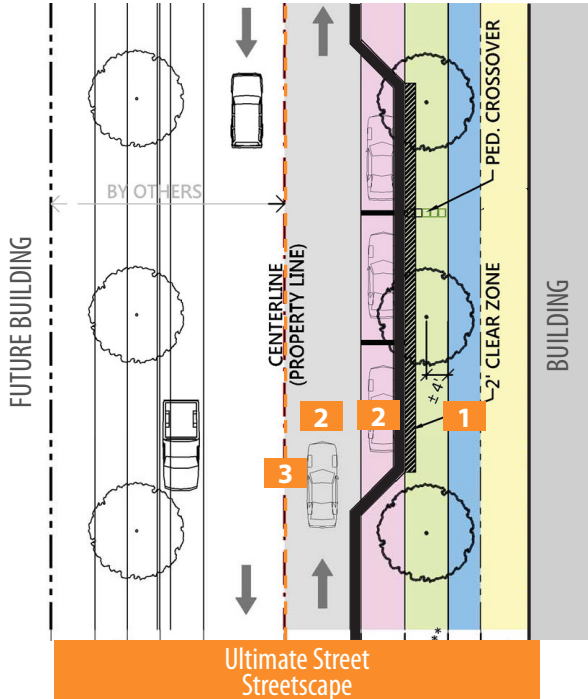 BY OTHERS
FUTURE BUILDING
CENTERLINE
(PROPERTY LINE)
PED. CROSSOVER
2' CLEAR ZONE
± 4'
BUILDING
2
2
1
3
**
Ultimate Street
Streetscape